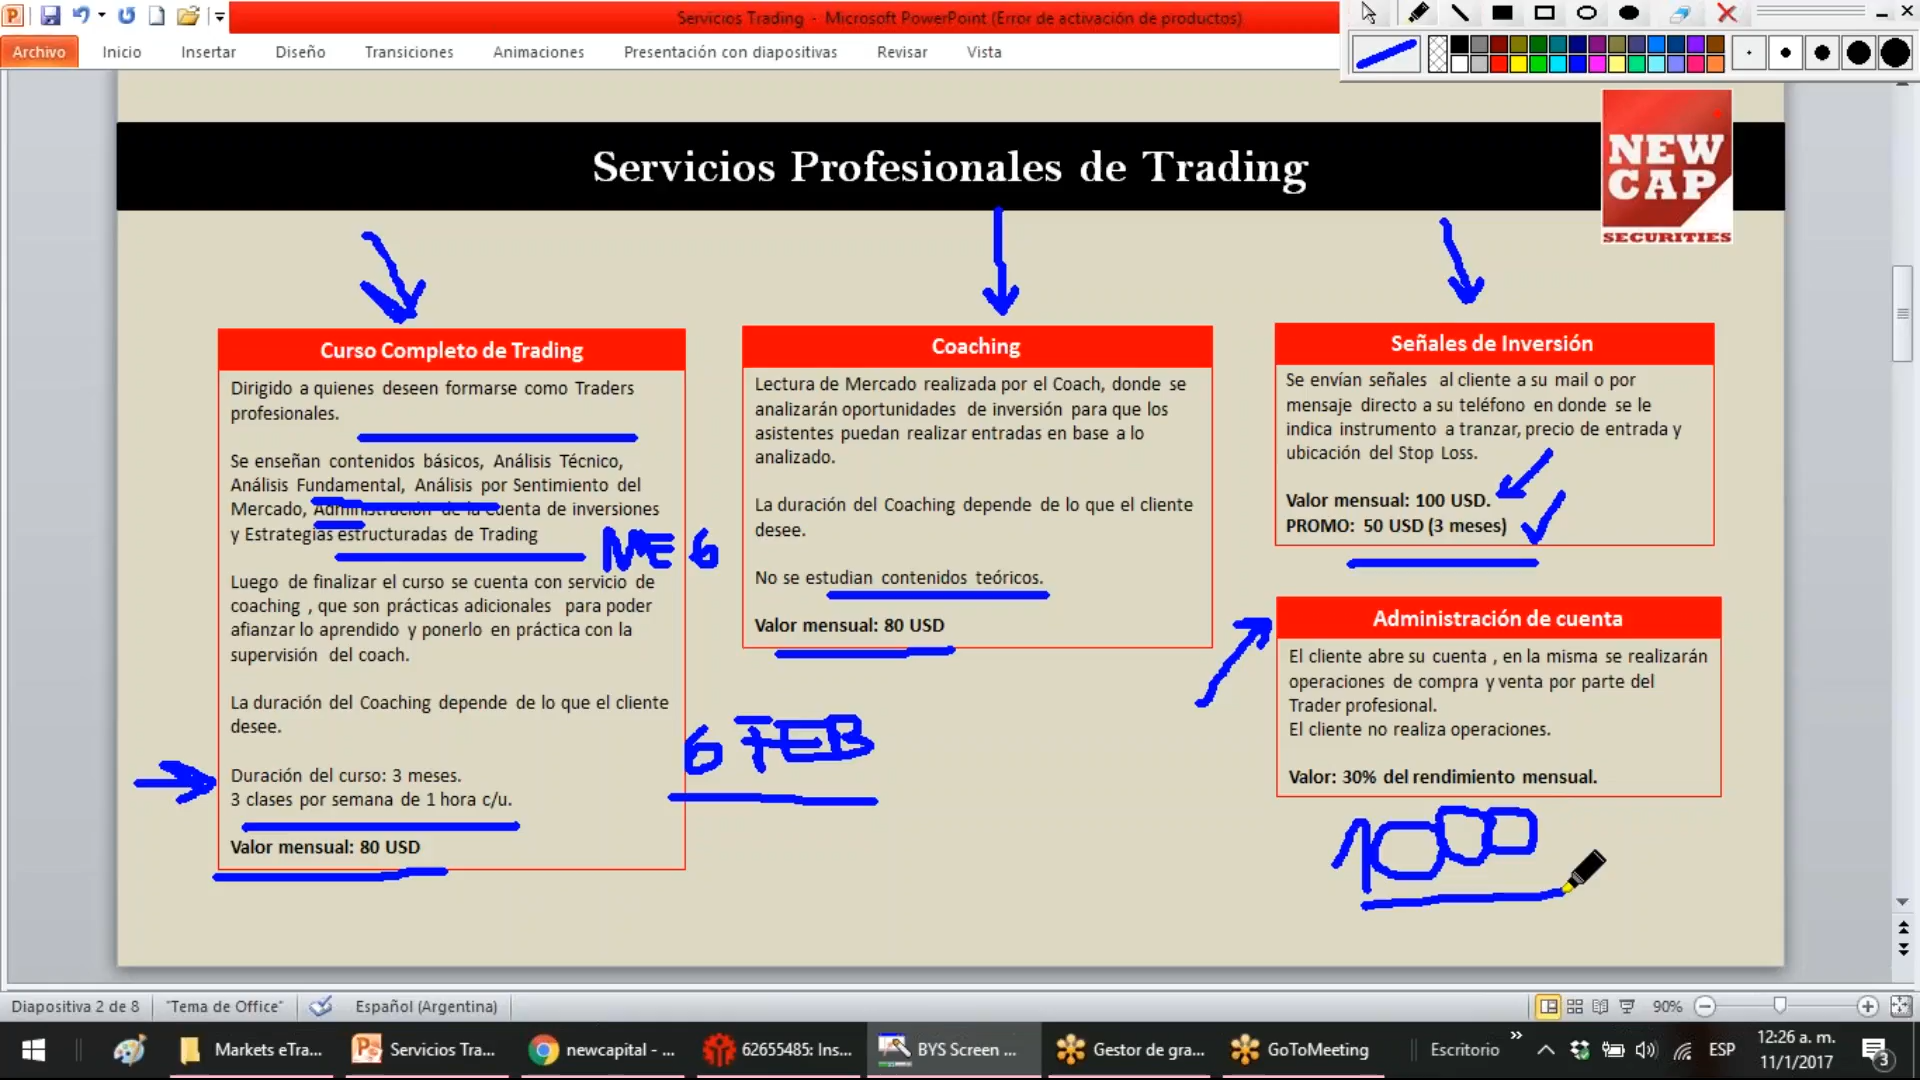 Servicios Trading - Microsoft PowerPoint (Error de activación de productos)
Archivo Inicio Insertar Diseño Transiciones Animaciones Presentación con diapositivas Revisar Vista
Servicios Profesionales de Trading
NEW
CAP
SECURITIES
Curso Completo de Trading
Dirigido a quienes deseen formarse como Traders
profesionales.
Se enseñan contenidos básicos, Análisis Técnico,
Análisis Fundamental, Análisis por Sentimiento del
Mercado, Administración de la cuenta de inversiones
y Estrategias estructuradas de Trading
Luego de finalizar el curso se cuenta con servicio de
coaching , que son prácticas adicionales para poder
afianzar lo aprendido y ponerlo en práctica con la
supervisión del coach.
La duración del Coaching depende de lo que el cliente
desee.
Duración del curso: 3 meses.
3 clases por semana de 1 hora c/u.
Valor mensual: 80 USD
6 FEB
Coaching
Lectura de Mercado realizada por el Coach, donde se
analizarán oportunidades de inversión para que los
asistentes puedan realizar entradas en base a lo
analizado.
La duración del Coaching depende de lo que el cliente
desee.
No se estudian contenidos teóricos.
Valor mensual: 80 USD
Señales de Inversión
Se envían señales al cliente a su mail o por
mensaje directo a su teléfono en donde se le
indica instrumento a tranzar, precio de entrada y
ubicación del Stop Loss.
Valor mensual: 100 USD.
PROMO: 50 USD (3 meses)
Administración de cuenta
El cliente abre su cuenta , en la misma se realizarán
operaciones de compra y venta por parte del
Trader profesional.
El cliente no realiza operaciones.
Valor: 30% del rendimiento mensual.
1000
Diapositiva 2 de 8 "Tema de Office" Español (Argentina) 90%
Markets eTra... Servicios Tra... newcapital - ... 62655485: Ins... BYS Screen ... Gestor de gra... GoToMeeting Escritorio ESP 12:26 a. m.
11/1/2017 3